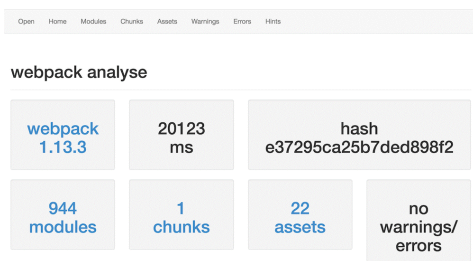 Open Home Modules Chunks Assets Warnings Errors Hints
webpack analyse
webpack
1.13.3
20123
ms
hash
e37295ca25b7ded898f2
944
modules
1
chunks
22
assets
no
warnings/
errors